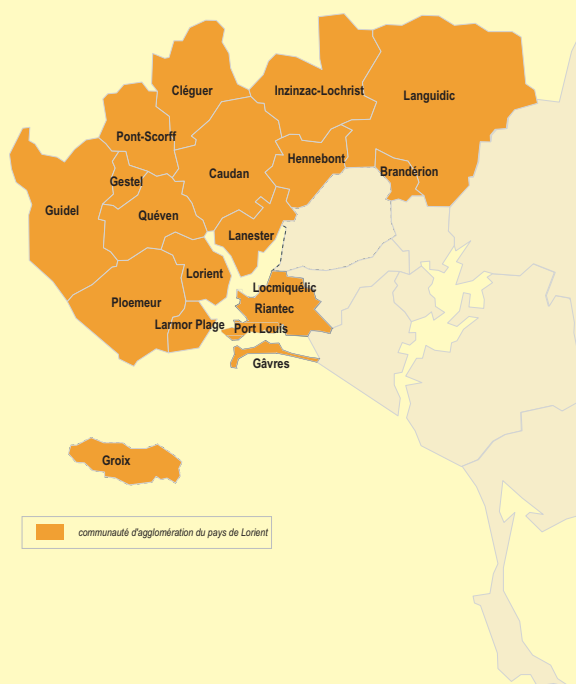 Cléguer
Inzinzac-Lochrist
Languidic
Pont-Scorff
Hennebont
Caudan
Brandérion
Gestel
Guidel
Quéven
Lanester
Lorient
Locmiquélic
Ploemeur
Riantec
Larmor Plage
Port Louis
Gâvres
Groix
communauté d'agglomération du pays de Lorient